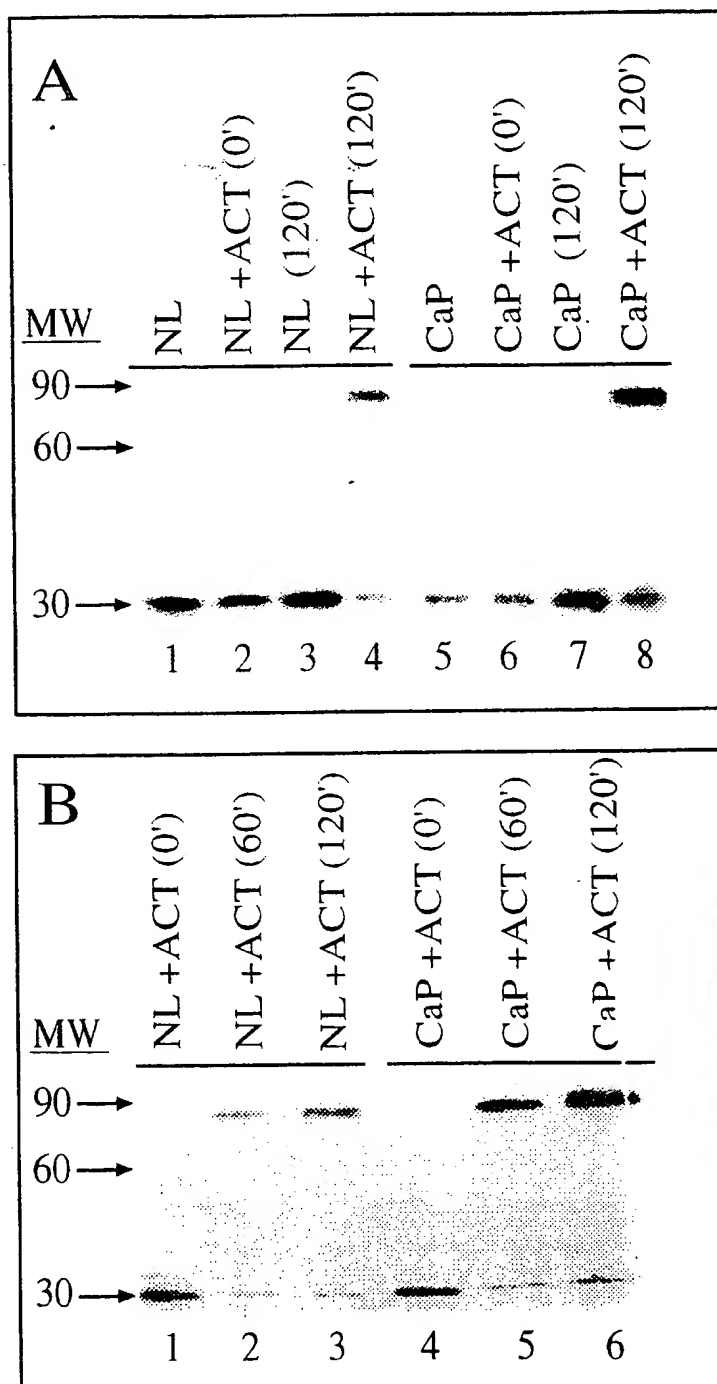 A
NL
NL +ACT (0')
NL (120')
NL +ACT (120')
CaP
CaP +ACT (0')
CaP (120')
CaP +ACT (120')
MW
90
60
30
1 2 3 4 5 6 7 8
B
NL +ACT (0')
NL +ACT (60')
NL +ACT (120')
CaP +ACT (0')
CaP +ACT (60')
CaP +ACT (120')
MW
90
60
30
1 2 3 4 5 6